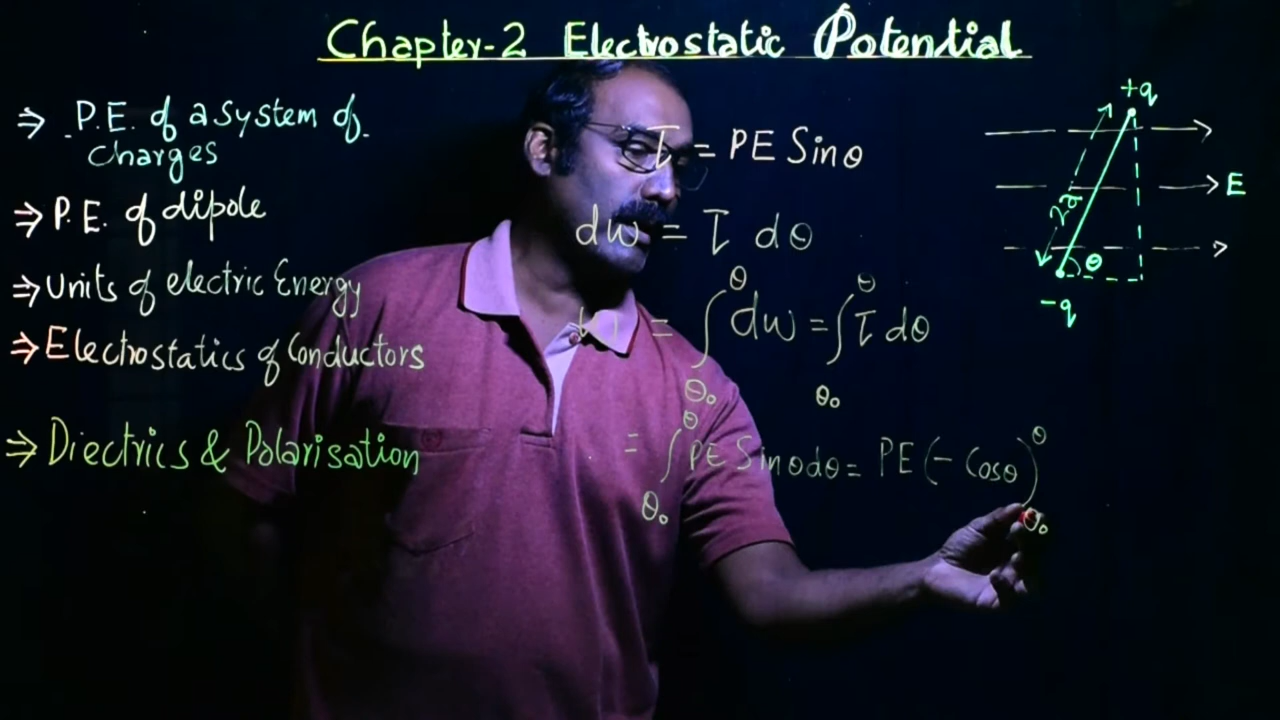 Chapter-2 Electrostatic Potential
⇒ P.E. of a system of
charges
⇒ P.E. of dipole
⇒ Units of electric Energy
⇒ Electrostatics of Conductors
⇒ Diectrics & Polarisation
τ = PE Sinθ
dw = τ dθ
= ∫θ₀^θ dw = ∫θ₀^θ τ dθ
= ∫θ₀^θ PE Sinθdθ = PE (- Cosθ)θ₀^θ
+q
E
2a
θ
-q